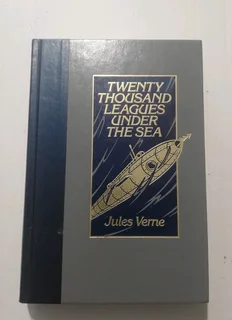 TWENTY
THOUSAND
LEAGUES
UNDER
THE SEA
Jules Verne